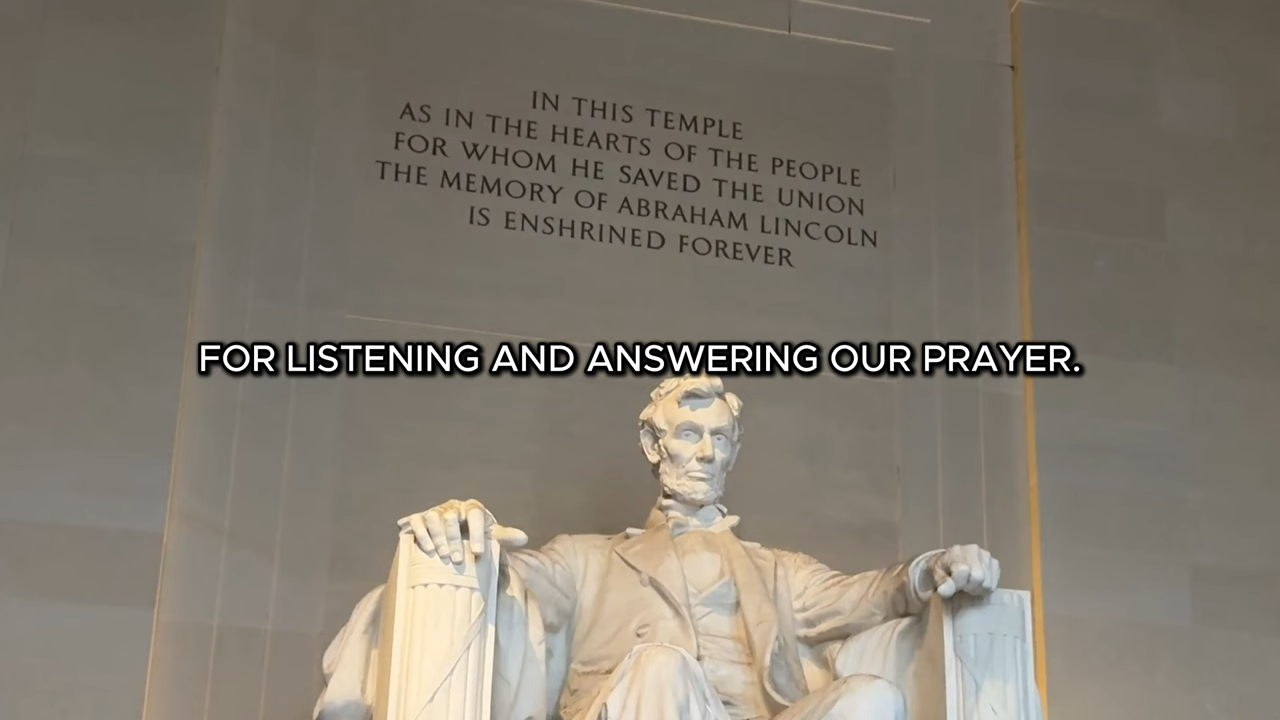 IN THIS TEMPLE
AS IN THE HEARTS OF THE PEOPLE
FOR WHOM HE SAVED THE UNION
THE MEMORY OF ABRAHAM LINCOLN
IS ENSHRINED FOREVER
FOR LISTENING AND ANSWERING OUR PRAYER.